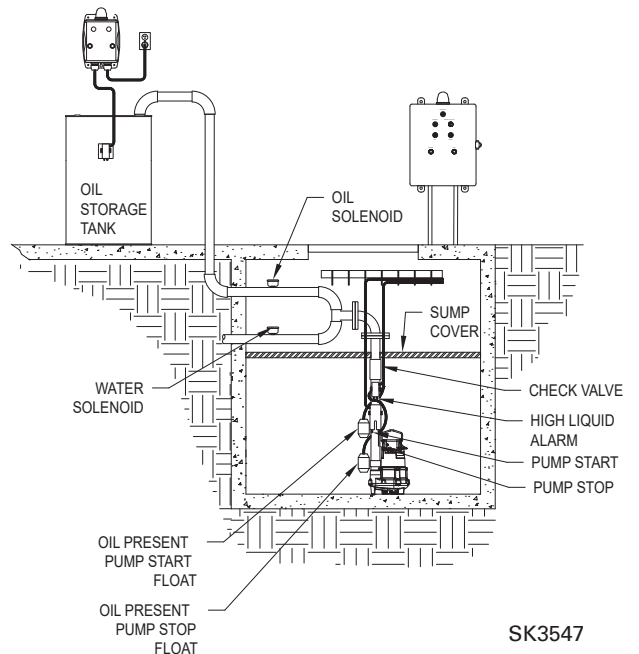 OIL
STORAGE
TANK
OIL
SOLENOID
SUMP
COVER
WATER
SOLENOID
CHECK VALVE
HIGH LIQUID
ALARM
PUMP START
PUMP STOP
OIL PRESENT
PUMP START
FLOAT
OIL PRESENT
PUMP STOP
FLOAT
SK3547